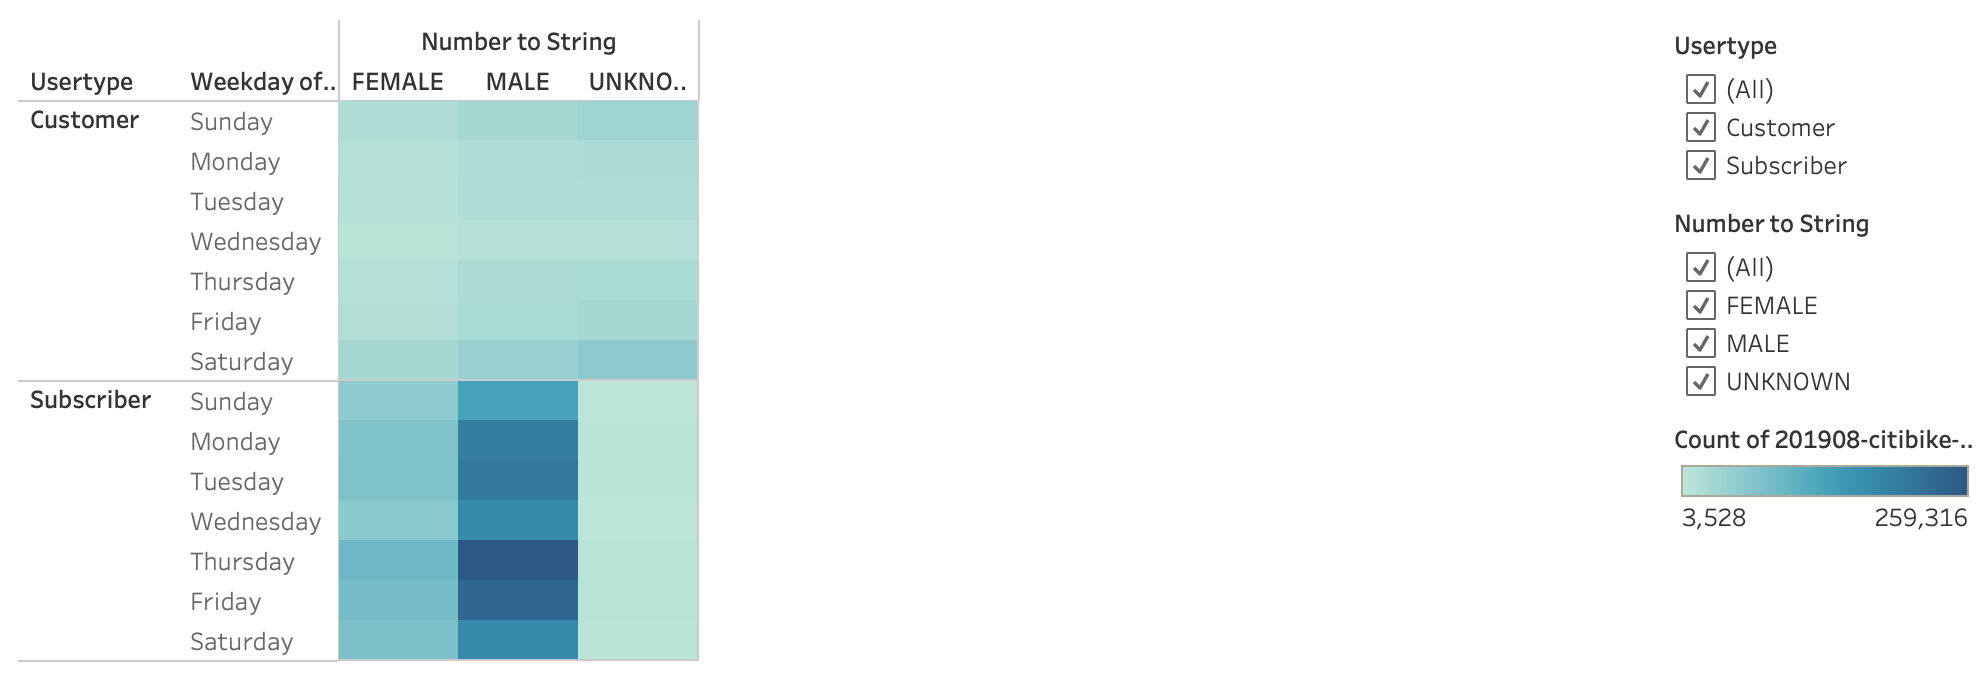 Number to String
Usertype Weekday of.. FEMALE MALE UNKNO..
Customer Sunday
Monday
Tuesday
Wednesday
Thursday
Friday
Saturday
Subscriber Sunday
Monday
Tuesday
Wednesday
Thursday
Friday
Saturday
Usertype
(All)
Customer
Subscriber
Number to String
(All)
FEMALE
MALE
UNKNOWN
Count of 201908-citibike-..
3,528 259,316